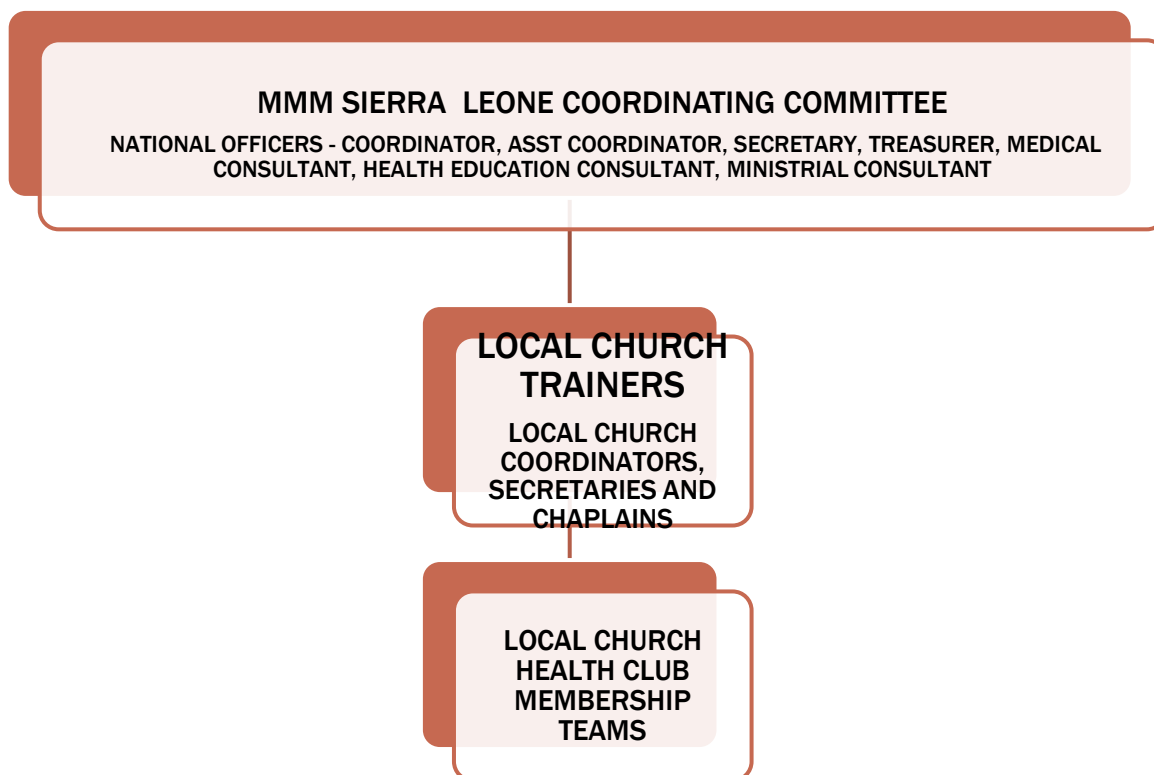 MMM SIERRA LEONE COORDINATING COMMITTEE
NATIONAL OFFICERS - COORDINATOR, ASST COORDINATOR, SECRETARY, TREASURER, MEDICAL
CONSULTANT, HEALTH EDUCATION CONSULTANT, MINISTRIAL CONSULTANT
LOCAL CHURCH
TRAINERS
LOCAL CHURCH
COORDINATORS,
SECRETARIES AND
CHAPLAINS
LOCAL CHURCH
HEALTH CLUB
MEMBERSHIP
TEAMS